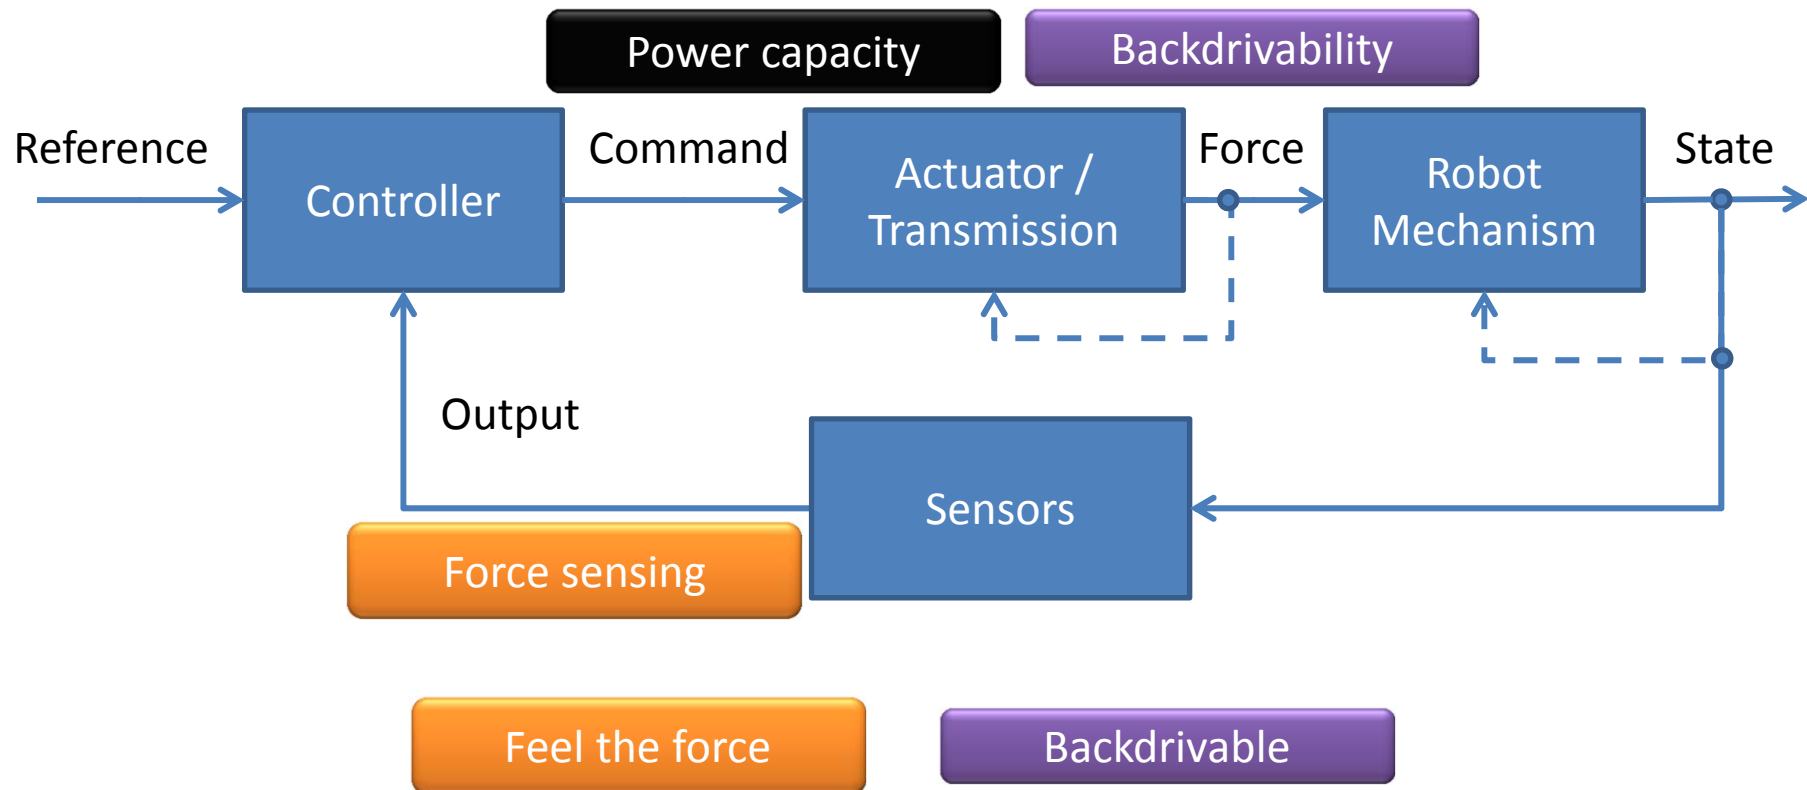 Power capacity
Backdrivability
Reference
Controller
Command
Actuator /
Transmission
Force
Robot
Mechanism
State
Output
Sensors
Force sensing
Feel the force
Backdrivable